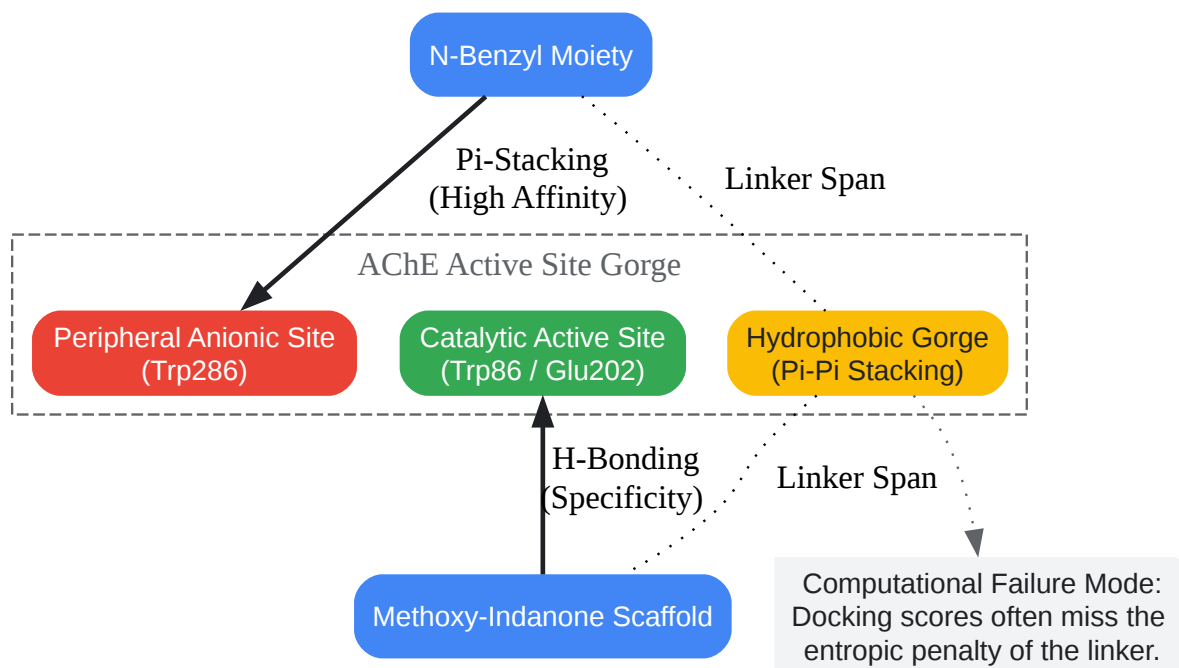 N-Benzyl Moiety
Pi-Stacking
(High Affinity)
Linker Span
AChE Active Site Gorge
Peripheral Anionic Site
(Trp286)
Catalytic Active Site
(Trp86 / Glu202)
Hydrophobic Gorge
(Pi-Pi Stacking)
H-Bonding
(Specificity)
Linker Span
Methoxy-Indanone Scaffold
Computational Failure Mode:
Docking scores often miss the
entropic penalty of the linker.